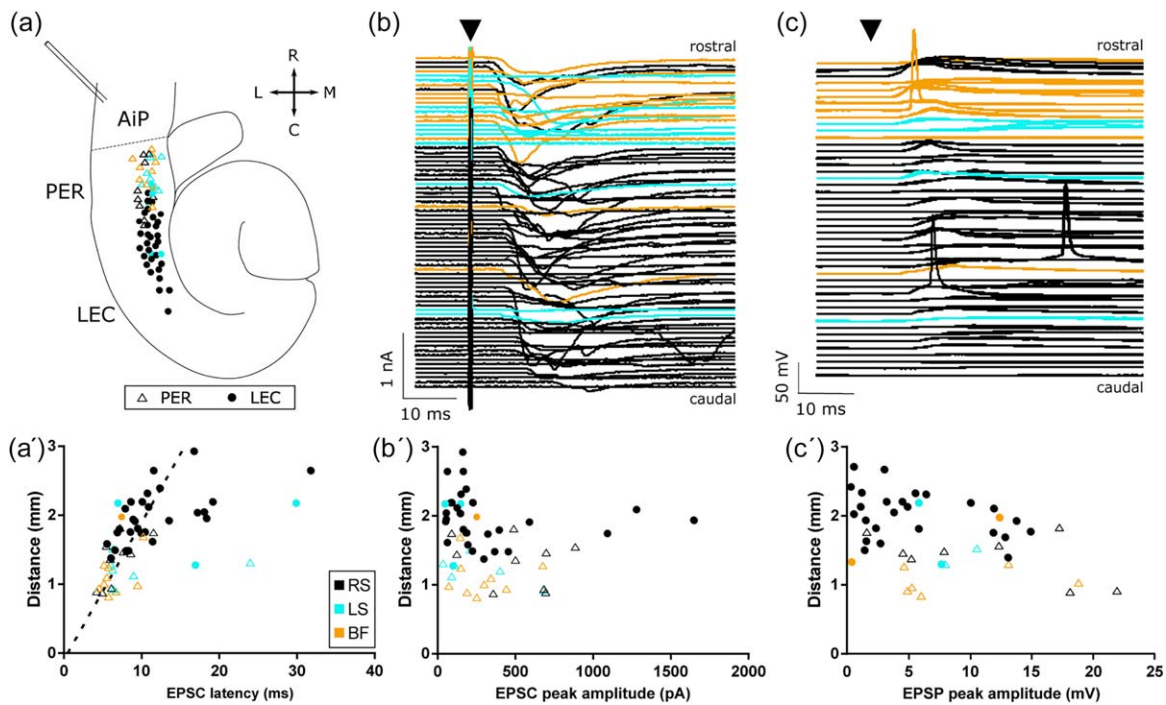 (a)
R
L M
C
AiP
PER
LEC
△ PER ● LEC
(b)
rostral
1 nA
10 ms
caudal
(c)
rostral
50 mV
10 ms
caudal
(a´)
Distance (mm)
3
2
1
0
0 10 20 30 40
EPSC latency (ms)
RS
LS
BF
(b´)
Distance (mm)
3
2
1
0
0 500 1000 1500 2000
EPSC peak amplitude (pA)
(c´)
Distance (mm)
3
2
1
0
0 5 10 15 20 25
EPSP peak amplitude (mV)